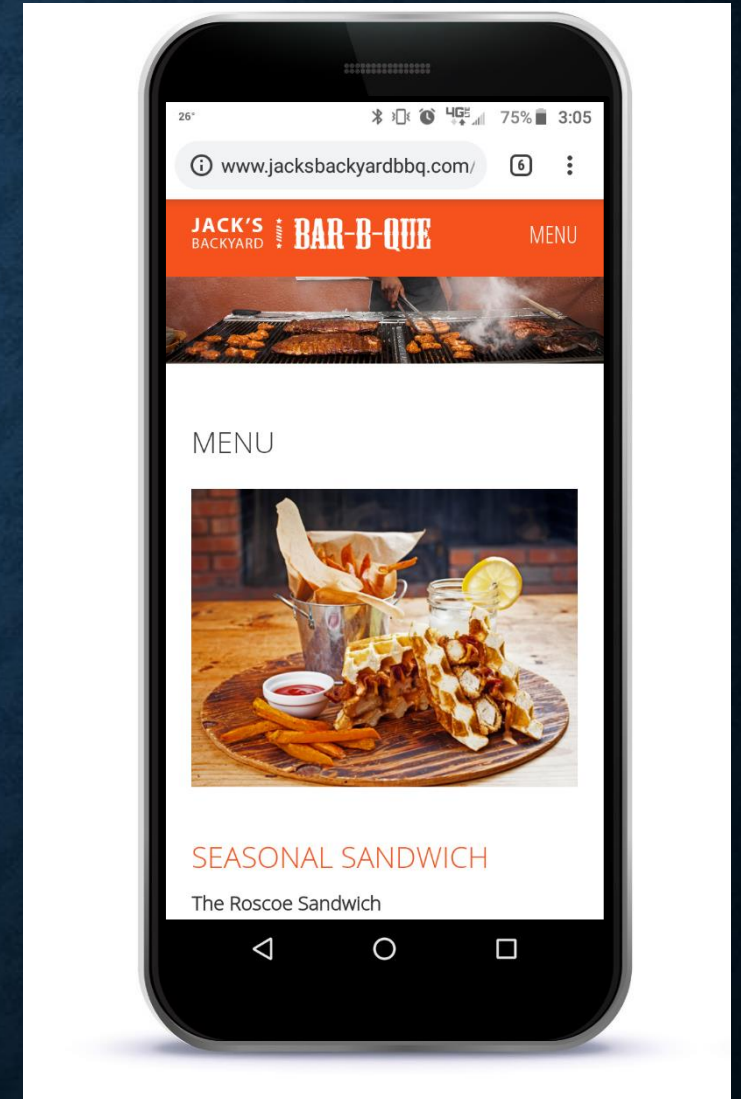 26° 4G 75% 3:05
www.jacksbackyardbbq.com/ 6
JACK'S
BACKYARD
BAR-B-QUE
MENU
MENU
SEASONAL SANDWICH
The Roscoe Sandwich